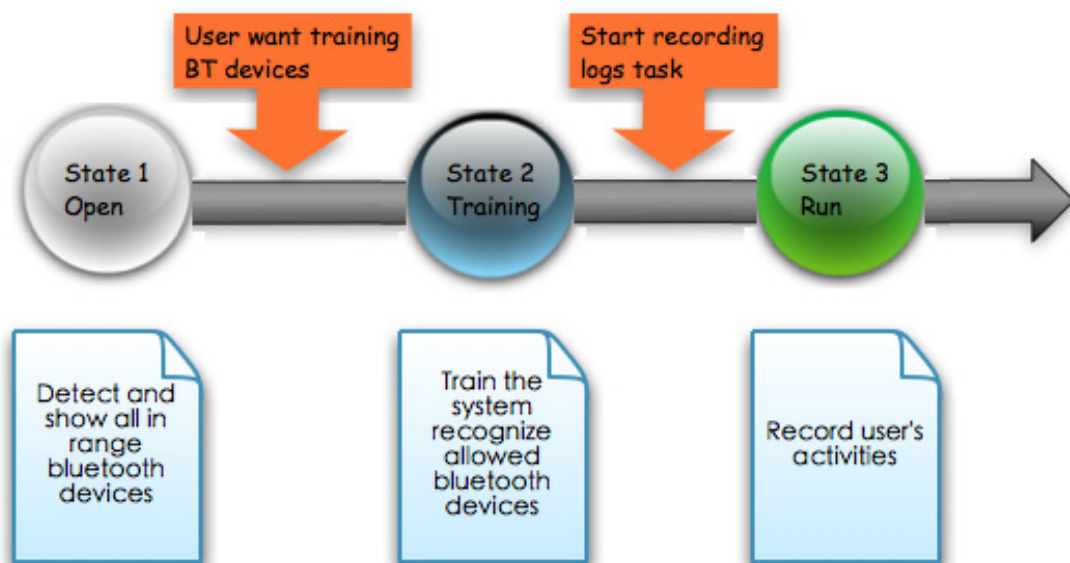 User want training
BT devices
Start recording
logs task
State 1
Open
State 2
Training
State 3
Run
Detect and
show all in
range
bluetooth
devices
Train the
system
recognize
allowed
bluetooth
devices
Record user's
activities